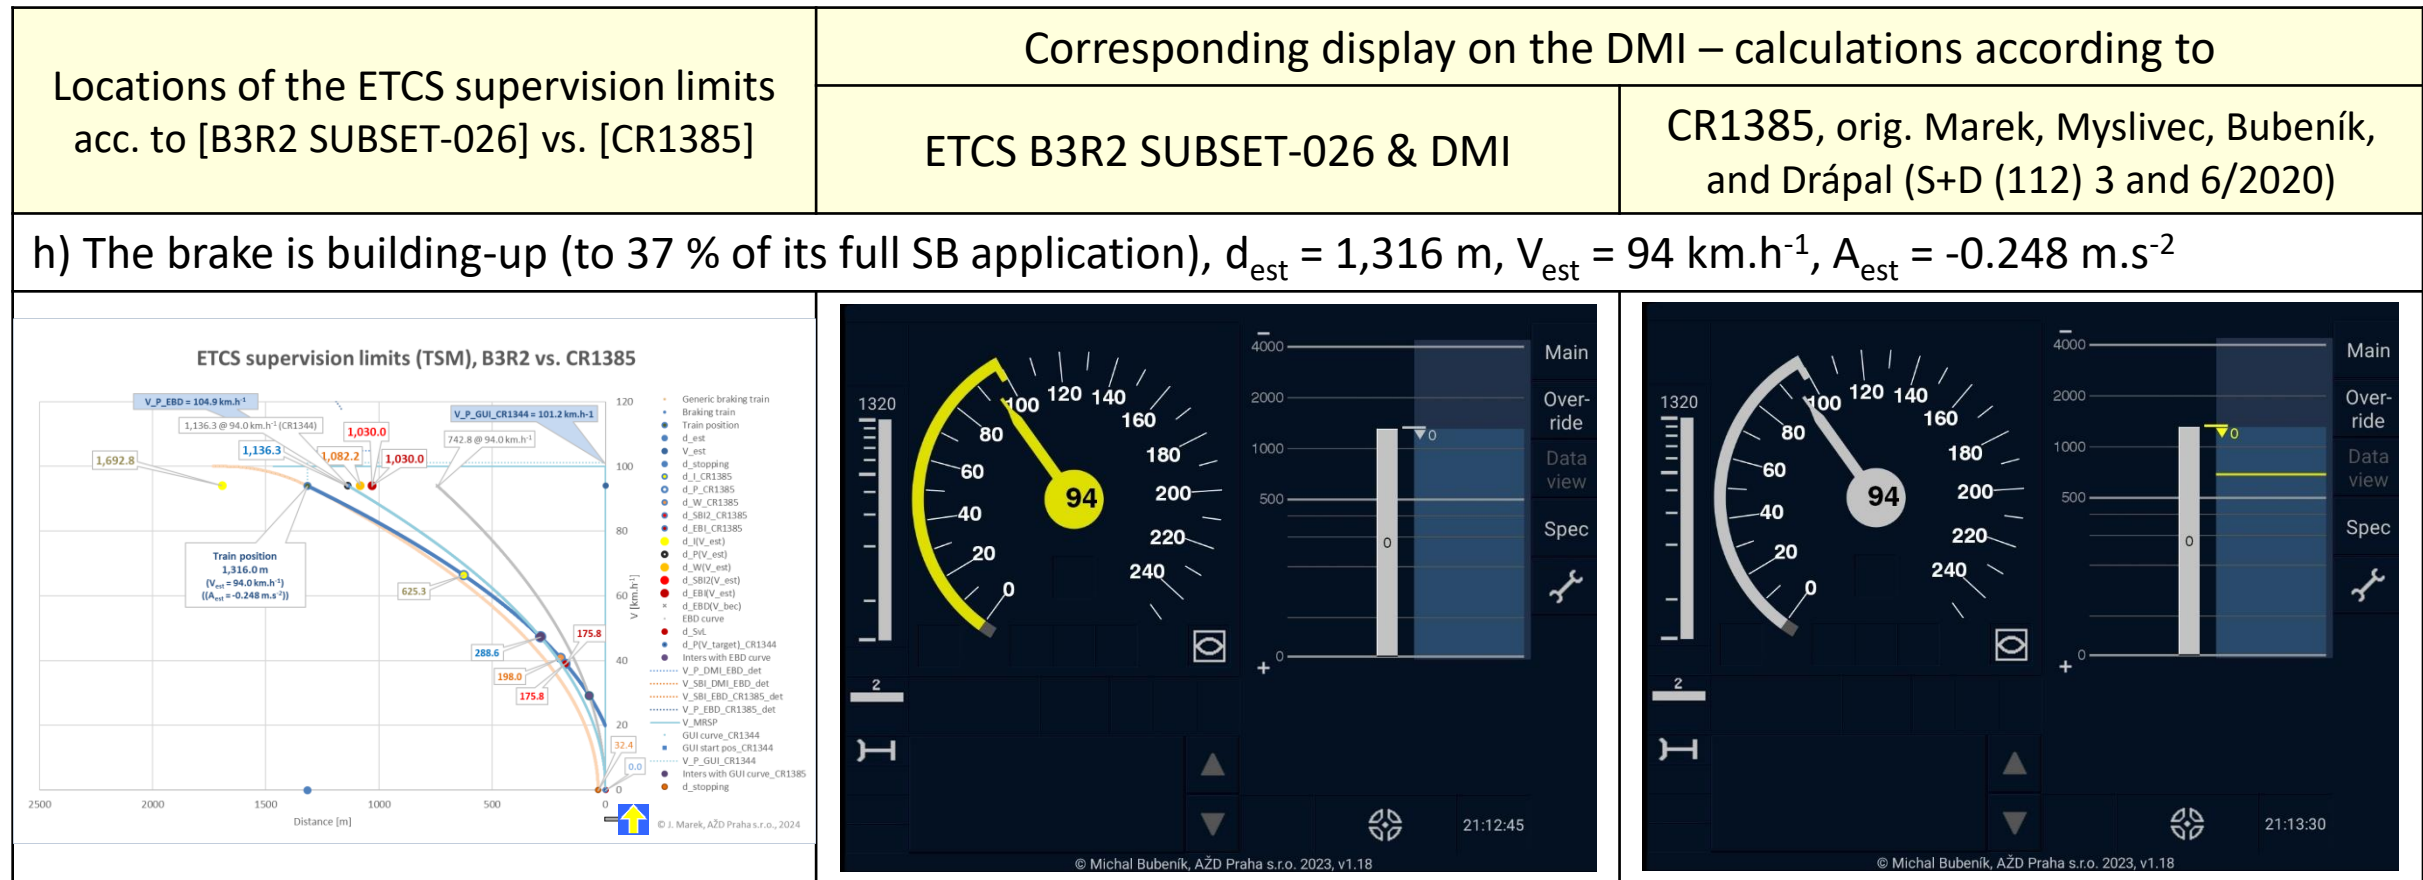 Locations of the ETCS supervision limits
acc. to [B3R2 SUBSET-026] vs. [CR1385]
Corresponding display on the DMI – calculations according to
ETCS B3R2 SUBSET-026 & DMI
CR1385, orig. Marek, Myslivec, Bubeník,
and Drápal (S+D (112) 3 and 6/2020)
h) The brake is building-up (to 37 % of its full SB application), dest = 1,316 m, Vest = 94 km.h-1, Aest = -0.248 m.s-2
ETCS supervision limits (TSM), B3R2 vs. CR1385
V_P_EBD = 104.9 km.h-1
V_P_GUI_CR1344 = 101.2 km.h-1
1,136.3 @ 94.0 km.h-1 (CR1344)
1,030.0
742.8 @ 94.0 km.h-1
1,136.3
1,082.2
1,030.0
1,692.8
Train position
1,316.0 m
(Vest = 94.0 km.h-1)
((Aest = -0.248 m.s-2))
625.3
288.6
175.8
198.0
175.8
32.4
0.0
120
100
80
60
40
20
0
V [km.h-1]
2500
2000
1500
1000
500
0
Distance [m]
Generic braking train
Braking train
Train position
d_est
V_est
d_stopping
d_I_CR1385
d_P_CR1385
d_W_CR1385
d_SBI2_CR1385
d_EBI_CR1385
d_I(V_est)
d_P(V_est)
d_W(V_est)
d_SBI2(V_est)
d_EBI(V_est)
d_EBD(V_bec)
EBD curve
d_SvL
d_P(V_target)_CR1344
Inters with EBD curve
V_P_DMI_EBD_det
V_SBI_DMI_EBD_det
V_SBI_EBD_CR1385_det
V_P_EBD_CR1385_det
V_MRSP
GUI curve_CR1344
GUI start pos_CR1344
V_P_GUI_CR1344
Inters with GUI curve_CR1385
d_stopping
© J. Marek, AŽD Praha s.r.o., 2024
1320
0
20
40
60
80
100
120
140
160
180
200
220
240
94
2
4000
2000
1000
500
0
0
0
Main
Over-
ride
Data
view
Spec
21:12:45
© Michal Bubeník, AŽD Praha s.r.o. 2023, v1.18
1320
0
20
40
60
80
100
120
140
160
180
200
220
240
94
2
4000
2000
1000
500
0
0
0
Main
Over-
ride
Data
view
Spec
21:13:30
© Michal Bubeník, AŽD Praha s.r.o. 2023, v1.18